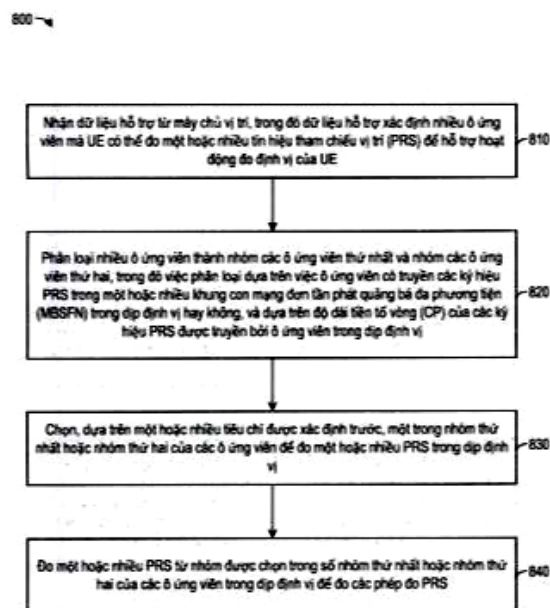 800
Nhận dữ liệu hỗ trợ từ máy chủ vị trí, trong đó dữ liệu hỗ trợ xác định nhiều ô ứng
viên mà UE có thể đo một hoặc nhiều tín hiệu tham chiếu vị trí (PRS) để hỗ trợ hoạt
động đo định vị của UE
810
Phân loại nhiều ô ứng viên thành nhóm các ô ứng viên thứ nhất và nhóm các ô ứng
viên thứ hai, trong đó việc phân loại dựa trên việc ô ứng viên có truyền các ký hiệu
PRS trong một hoặc nhiều khung con mạng đơn tần phát quảng bá đa phương tiện
(MBSFN) trong dịp định vị hay không, và dựa trên độ dài tiền tố vòng (CP) của các ký
hiệu PRS được truyền bởi ô ứng viên trong dịp định vị
820
Chọn, dựa trên một hoặc nhiều tiêu chí được xác định trước, một trong nhóm thứ
nhất hoặc nhóm thứ hai của các ô ứng viên để đo một hoặc nhiều PRS trong dịp định
vị
830
Đo một hoặc nhiều PRS từ nhóm được chọn trong số nhóm thứ nhất hoặc nhóm thứ
hai của các ô ứng viên trong dịp định vị để đo các phép đo PRS
840